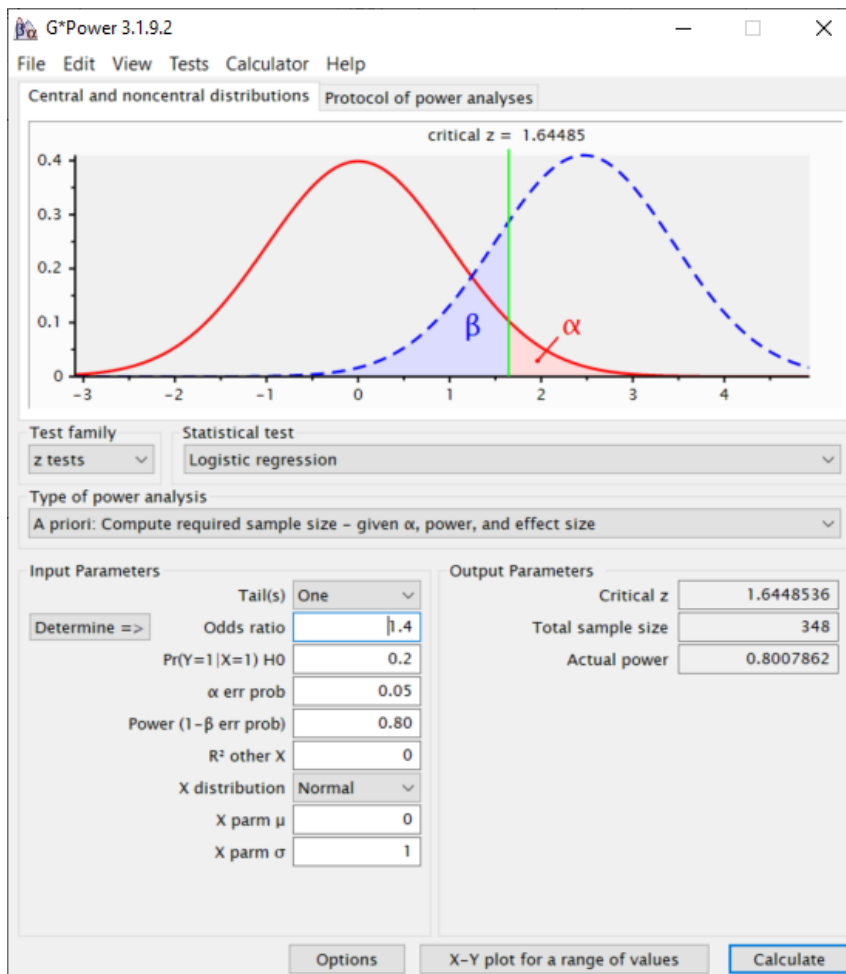 G*Power 3.1.9.2
File Edit View Tests Calculator Help
Central and noncentral distributions Protocol of power analyses
critical z = 1.64485
0.4
0.3
0.2
0.1
0
β
α
-3 -2 -1 0 1 2 3 4
Test family Statistical test
z tests Logistic regression
Type of power analysis
A priori: Compute required sample size - given α, power, and effect size
Input Parameters Output Parameters
Tail(s) One Critical z 1.6448536
Determine => Odds ratio 1.4 Total sample size 348
Pr(Y=1|X=1) H0 0.2 Actual power 0.8007862
α err prob 0.05
Power (1-β err prob) 0.80
R² other X 0
X distribution Normal
X parm μ 0
X parm σ 1
Options X-Y plot for a range of values Calculate